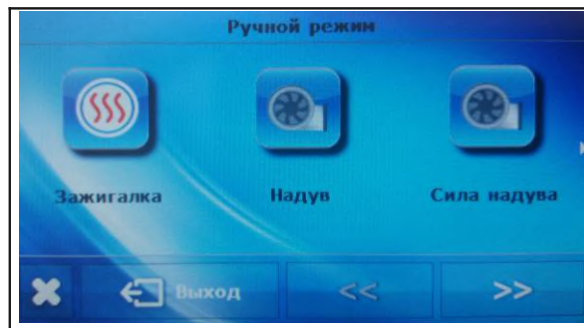 Ручной режим
Зажигалка
Надув
Сила надува
Выход
<<
>>